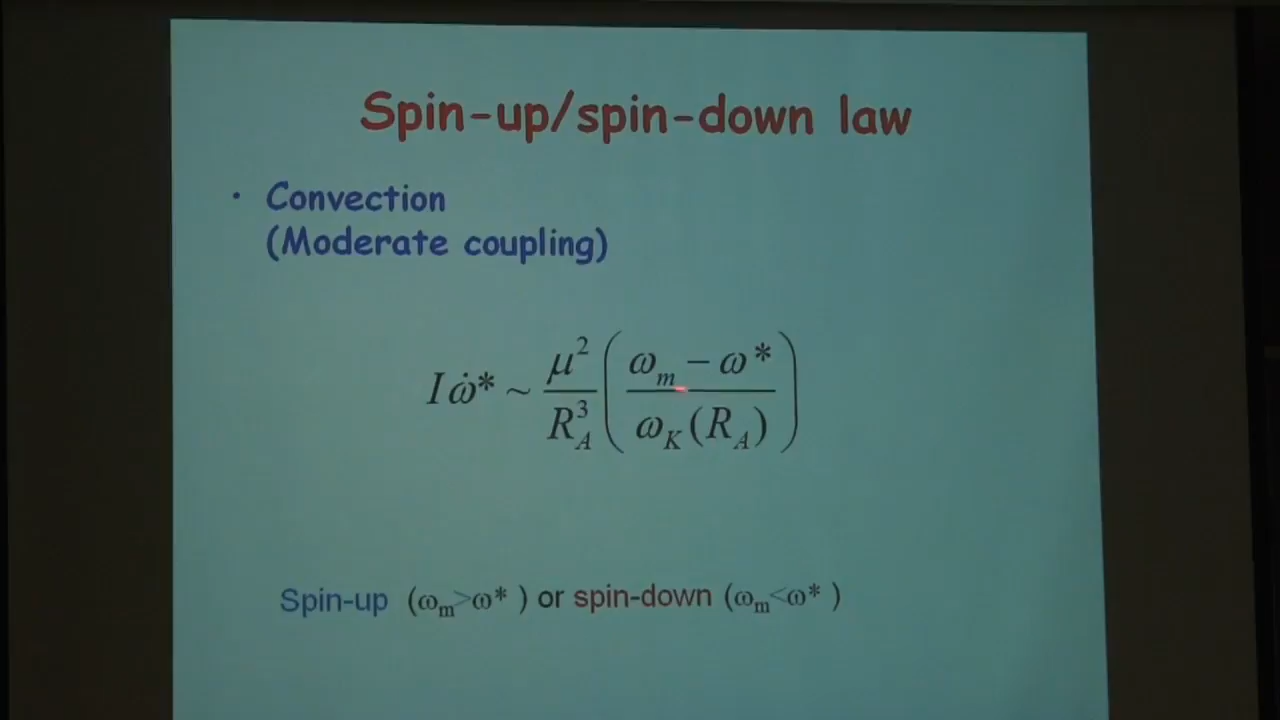 Spin-up/spin-down law
• Convection
(Moderate coupling)
I ω̇* ~ μ² / R_A³ ( (ω_m − ω*) / ω_K(R_A) )
Spin-up (ω_m>ω* ) or spin-down (ω_m<ω* )